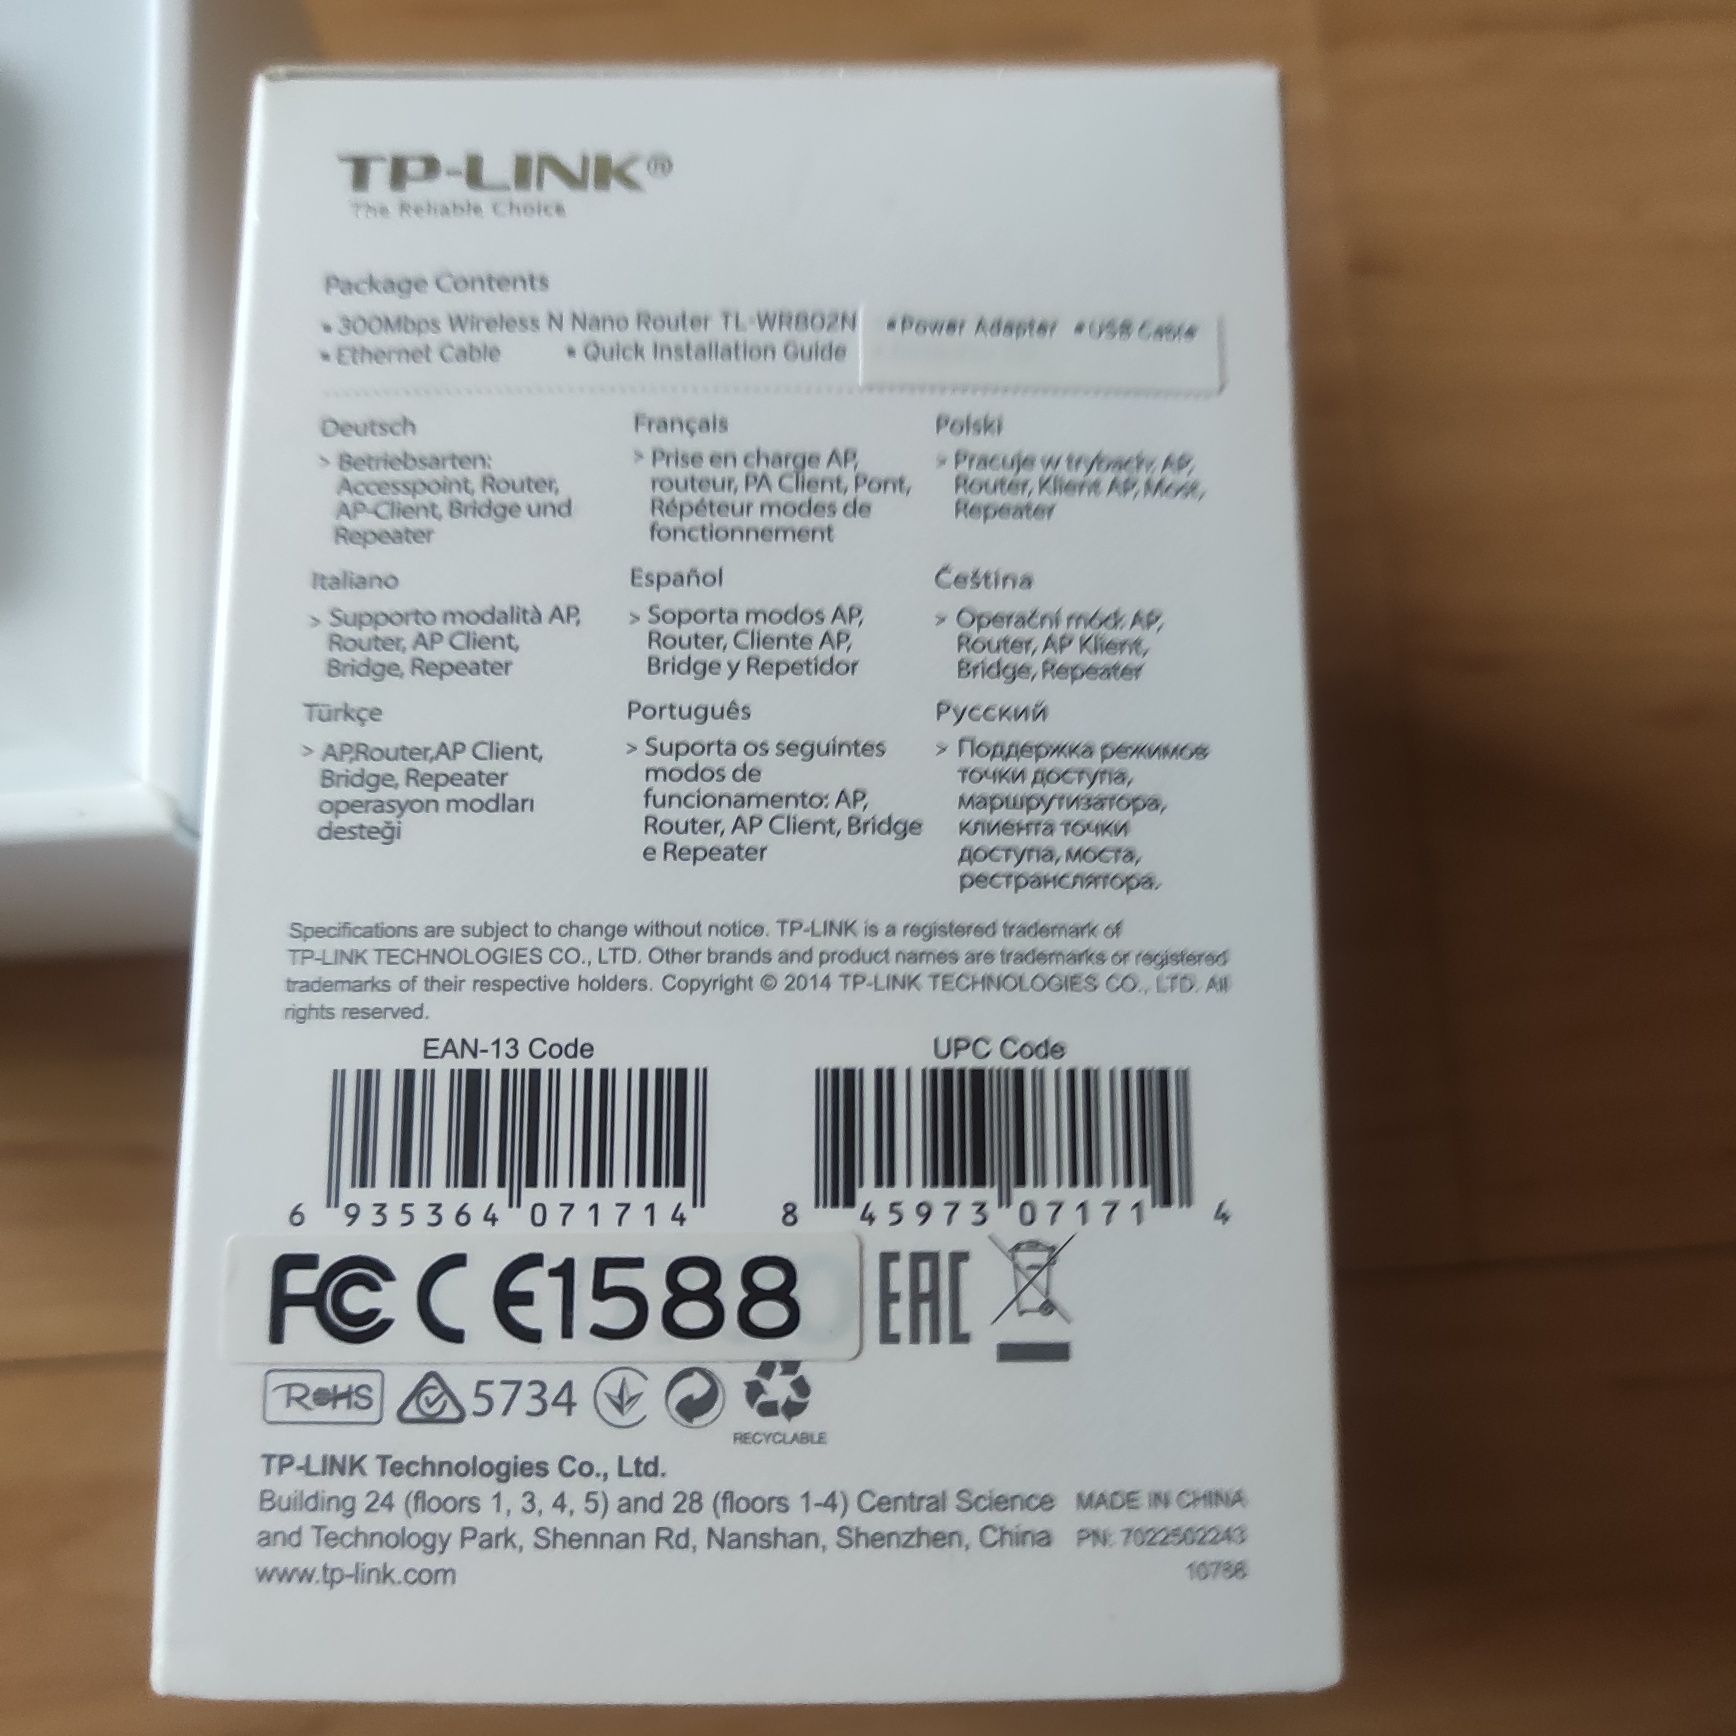 TP-LINK®
The Reliable Choice
Package Contents
• 300Mbps Wireless N Nano Router TL-WR802N • Power Adapter • USB Cable
• Ethernet Cable • Quick Installation Guide
Deutsch
> Betriebsarten:
Accesspoint, Router,
AP-Client, Bridge und
Repeater
Français
> Prise en charge AP,
routeur, PA Client, Pont,
Répéteur modes de
fonctionnement
Polski
> Pracuje w trybach: AP,
Router, Klient AP, Most,
Repeater
Italiano
> Supporto modalità AP,
Router, AP Client,
Bridge, Repeater
Español
> Soporta modos AP,
Router, Cliente AP,
Bridge y Repetidor
Čeština
> Operační mód: AP,
Router, AP Klient,
Bridge, Repeater
Türkçe
> AP,Router,AP Client,
Bridge, Repeater
operasyon modları
desteği
Português
> Suporta os seguintes
modos de
funcionamento: AP,
Router, AP Client, Bridge
e Repeater
Русский
> Поддержка режимов
точки доступа,
маршрутизатора,
клиента точки
доступа, моста,
ретранслятора.
Specifications are subject to change without notice. TP-LINK is a registered trademark of
TP-LINK TECHNOLOGIES CO., LTD. Other brands and product names are trademarks or registered
trademarks of their respective holders. Copyright © 2014 TP-LINK TECHNOLOGIES CO., LTD. All
rights reserved.
EAN-13 Code
6 935364 071714
UPC Code
8 45973 07171 4
FC CE1588 EAC
RoHS 5734
RECYCLABLE
TP-LINK Technologies Co., Ltd.
Building 24 (floors 1, 3, 4, 5) and 28 (floors 1-4) Central Science
and Technology Park, Shennan Rd, Nanshan, Shenzhen, China
www.tp-link.com
MADE IN CHINA
PN: 7022502243
10786